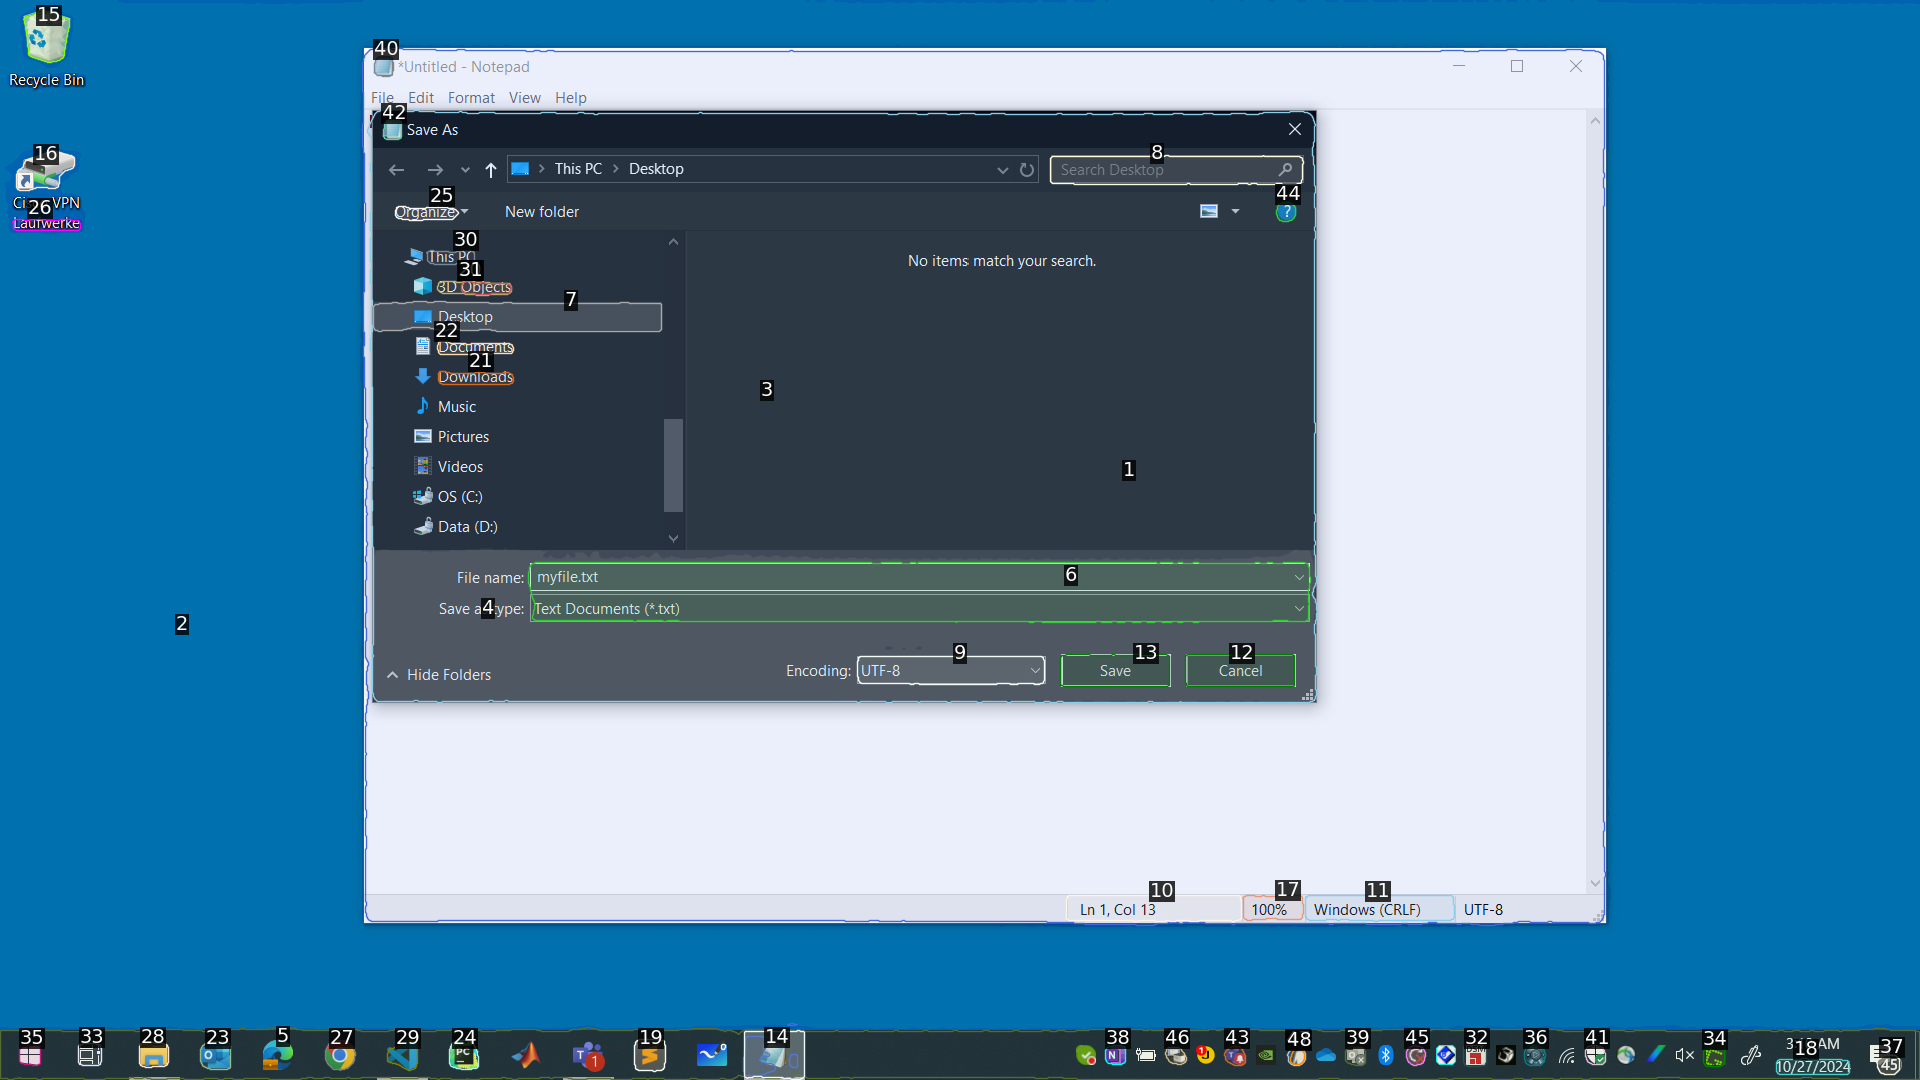 15
Recycle Bin
16
VPN
26
Laufwerke
40
*Untitled - Notepad
File Edit Format View Help
42
Save As
This PC Desktop
8
Search Desktop
25
44
Organize New folder
?
30
This PC
31
3D Objects
7
Desktop
22
Documents
21
Downloads
Music
Pictures
Videos
OS (C:)
Data (D:)
No items match your search.
3
1
File name: myfile.txt
6
Save as type: Text Documents (*.txt)
4
2
9
13
12
Hide Folders
Encoding: UTF-8
Save
Cancel
10
17
11
Ln 1, Col 13
100%
Windows (CRLF)
UTF-8
35
33
28
23
5
27
29
24
19
14
38
46
43
48
39
45
32
36
41
34
18
37
PC
1
AM
10/27/2024
45